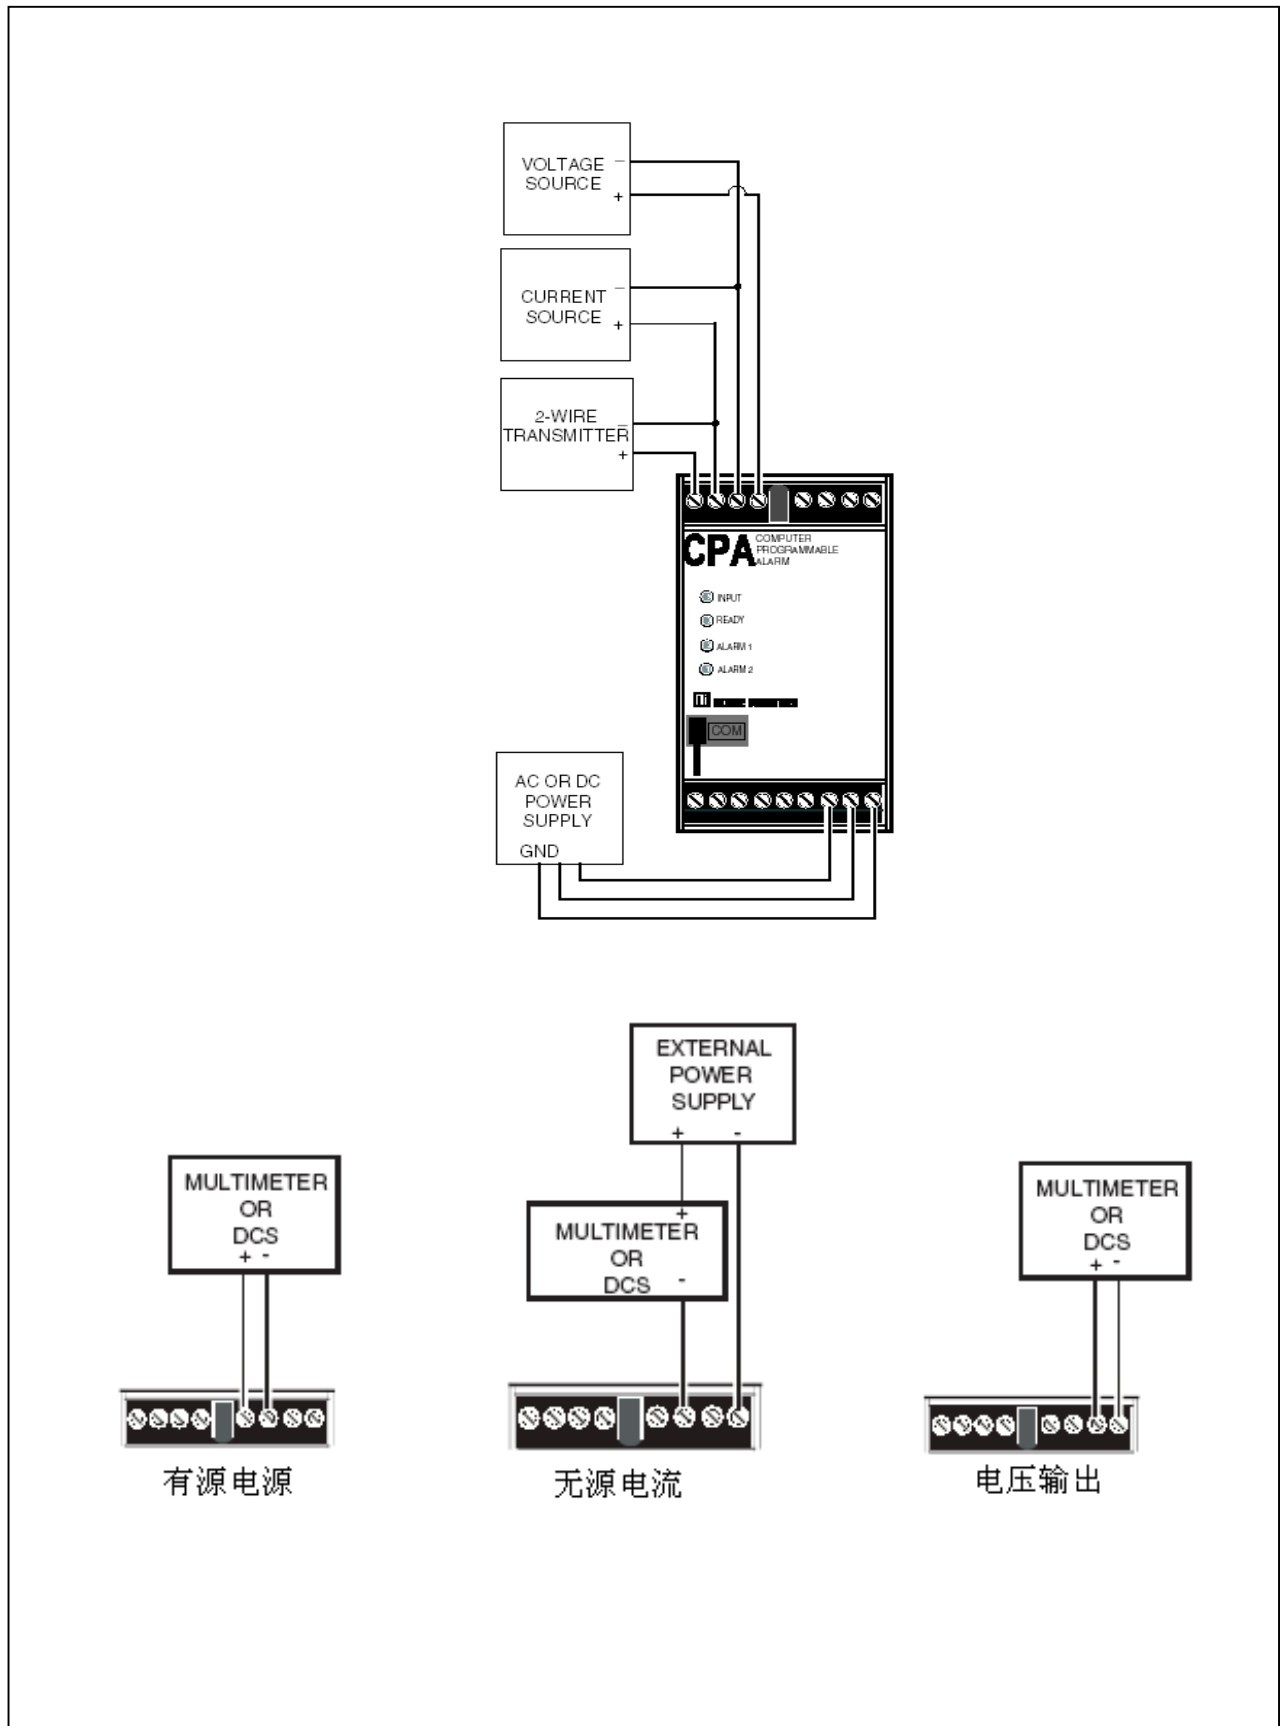 VOLTAGE −
SOURCE
+
CURRENT −
SOURCE +
2-WIRE −
TRANSMITTER
+
CPA COMPUTER
PROGRAMMABLE
ALARM
INPUT
READY
ALARM 1
ALARM 2
COM
AC OR DC
POWER
SUPPLY
GND
EXTERNAL
POWER
SUPPLY
+ -
MULTIMETER
OR
DCS
+ -
+
MULTIMETER
OR
DCS -
MULTIMETER
OR
DCS
+ -
有源电源
无源电流
电压输出